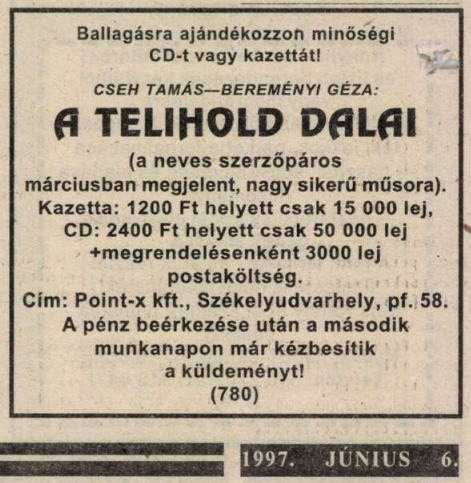 Ballagásra ajándékozzon minőségi
CD-t vagy kazettát!
CSEH TAMÁS—BEREMÉNYI GÉZA:
A TELIHOLD DALAI
(a neves szerzőpáros
márciusban megjelent, nagy sikerű műsora).
Kazetta: 1200 Ft helyett csak 15 000 lej,
CD: 2400 Ft helyett csak 50 000 lej
+megrendelésenként 3000 lej
postaköltség.
Cím: Point-x kft., Székelyudvarhely, pf. 58.
A pénz beérkezése után a második
munkanapon már kézbesítik
a küldeményt!
(780)
1997. JÚNIUS 6.